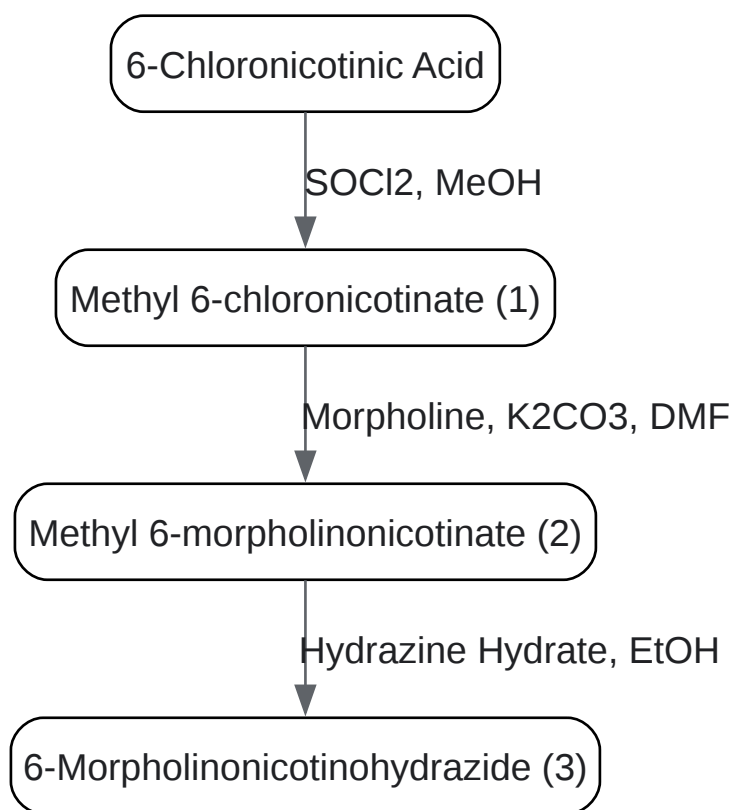 6-Chloronicotinic Acid
SOCl2, MeOH
Methyl 6-chloronicotinate (1)
Morpholine, K2CO3, DMF
Methyl 6-morpholinonicotinate (2)
Hydrazine Hydrate, EtOH
6-Morpholinonicotinohydrazide (3)